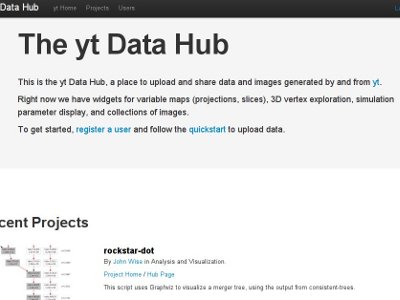 Data Hub yt Home Projects Users
The yt Data Hub
This is the yt Data Hub, a place to upload and share data and images generated by and from yt.
Right now we have widgets for variable maps (projections, slices), 3D vertex exploration, simulation
parameter display, and collections of images.
To get started, register a user and follow the quickstart to upload data.
cent Projects
rockstar-dot
By John Wise in Analysis and Visualization.
Project Home / Hub Page
This script uses Graphviz to visualize a merger tree, using the output from consistent-trees.